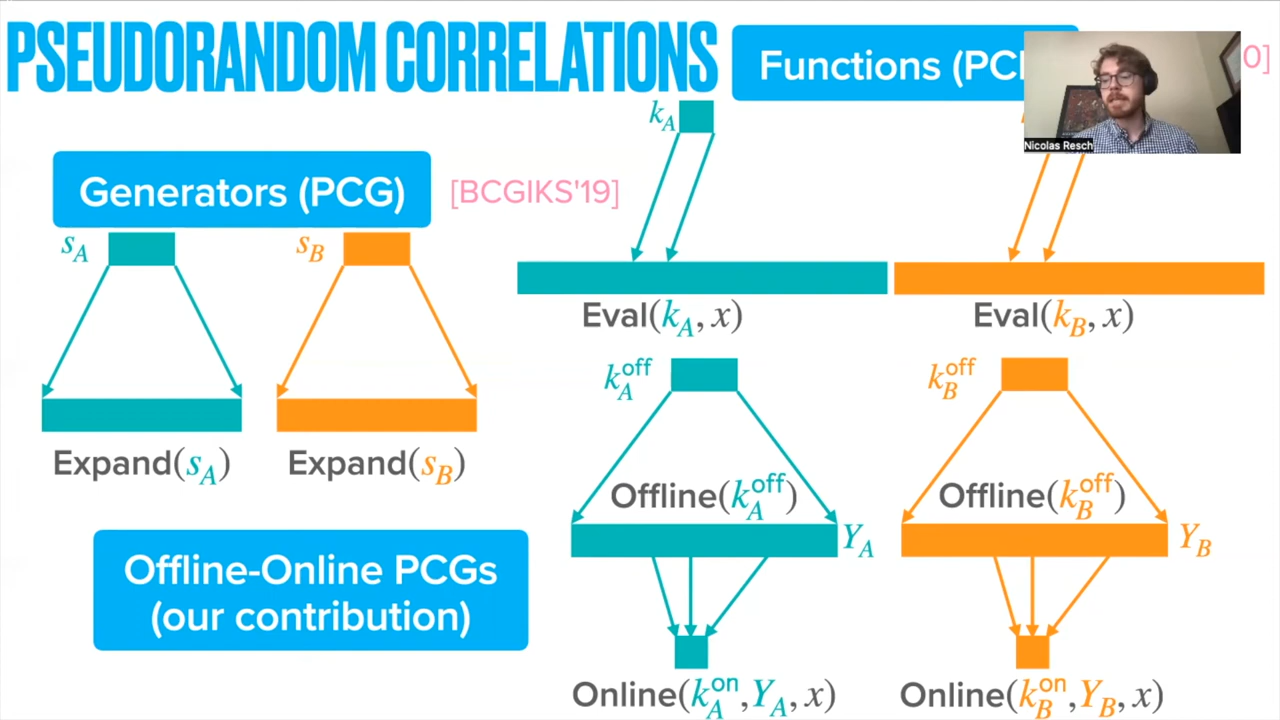 PSEUDORANDOM CORRELATIONS
Functions (PC
0]
Nicolas Resch
k_A
Generators (PCG)
[BCGIKS'19]
s_A
s_B
Eval(k_A, x)
Eval(k_B, x)
k_A^off
k_B^off
Expand(s_A)
Expand(s_B)
Offline(k_A^off)
Offline(k_B^off)
Y_A
Y_B
Offline-Online PCGs
(our contribution)
Online(k_A^on, Y_A, x)
Online(k_B^on, Y_B, x)